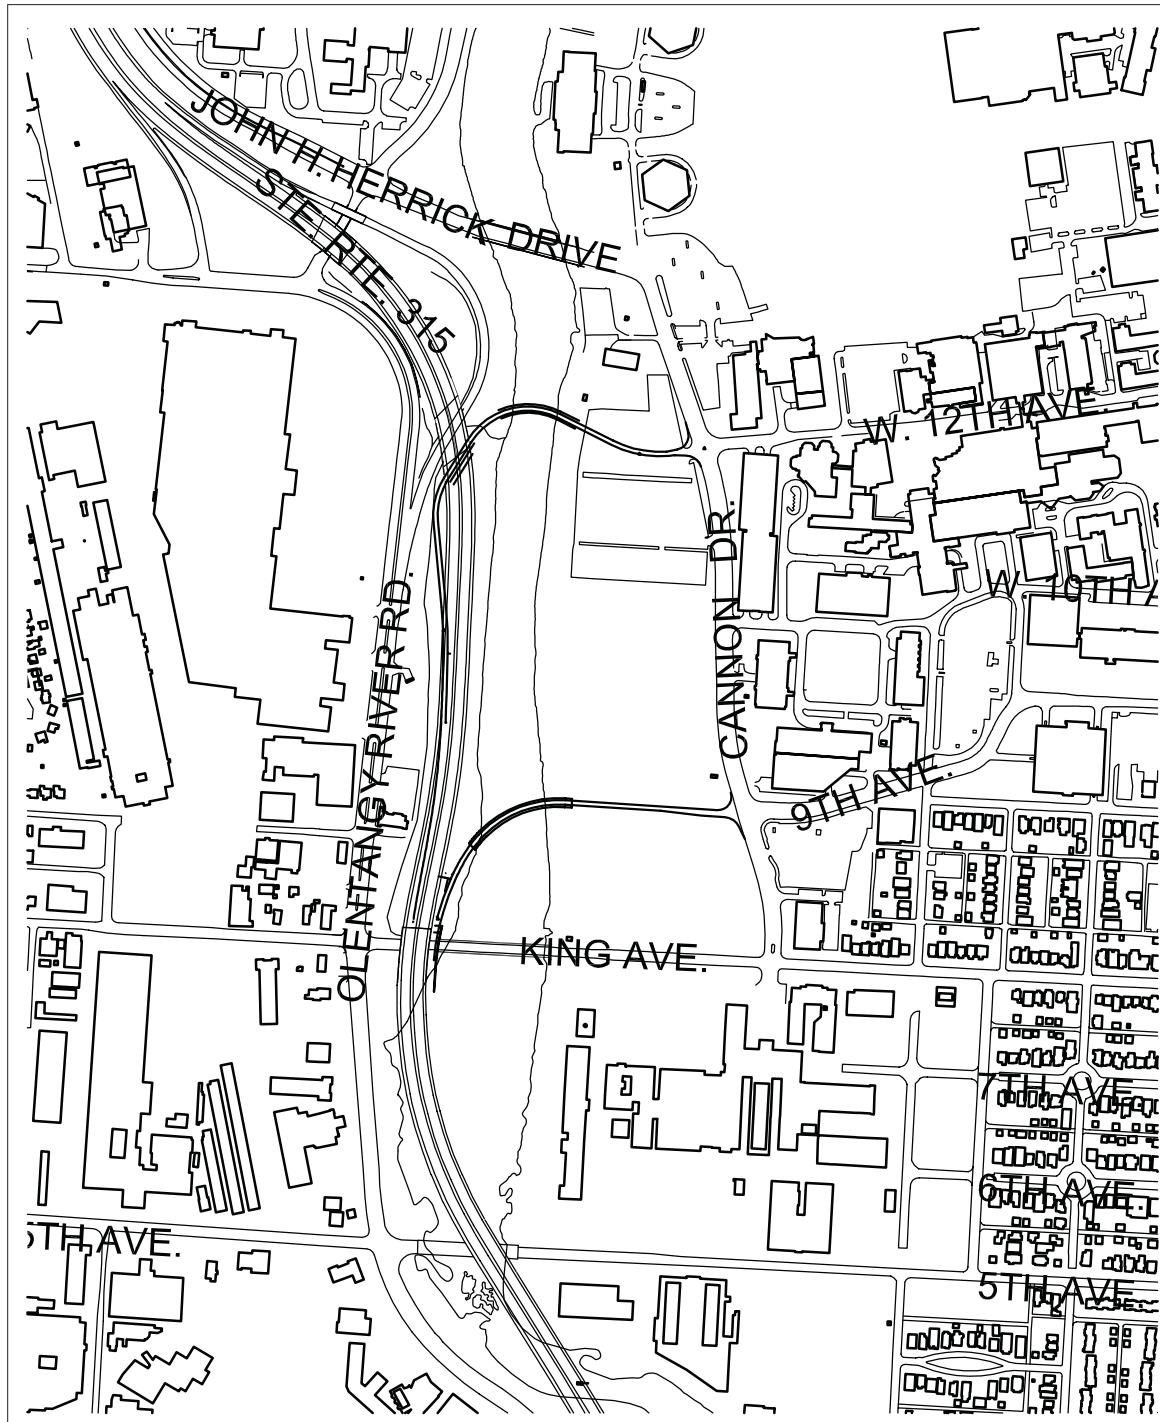 JOHN H. HERRICK DRIVE
STE. RTE. 315
W. 12TH AVE.
CANNON DR.
W 10TH A
OLENTANGY RIVER RD.
9TH AVE.
KING AVE.
7TH AVE.
6TH AVE.
5TH AVE.
5TH AVE